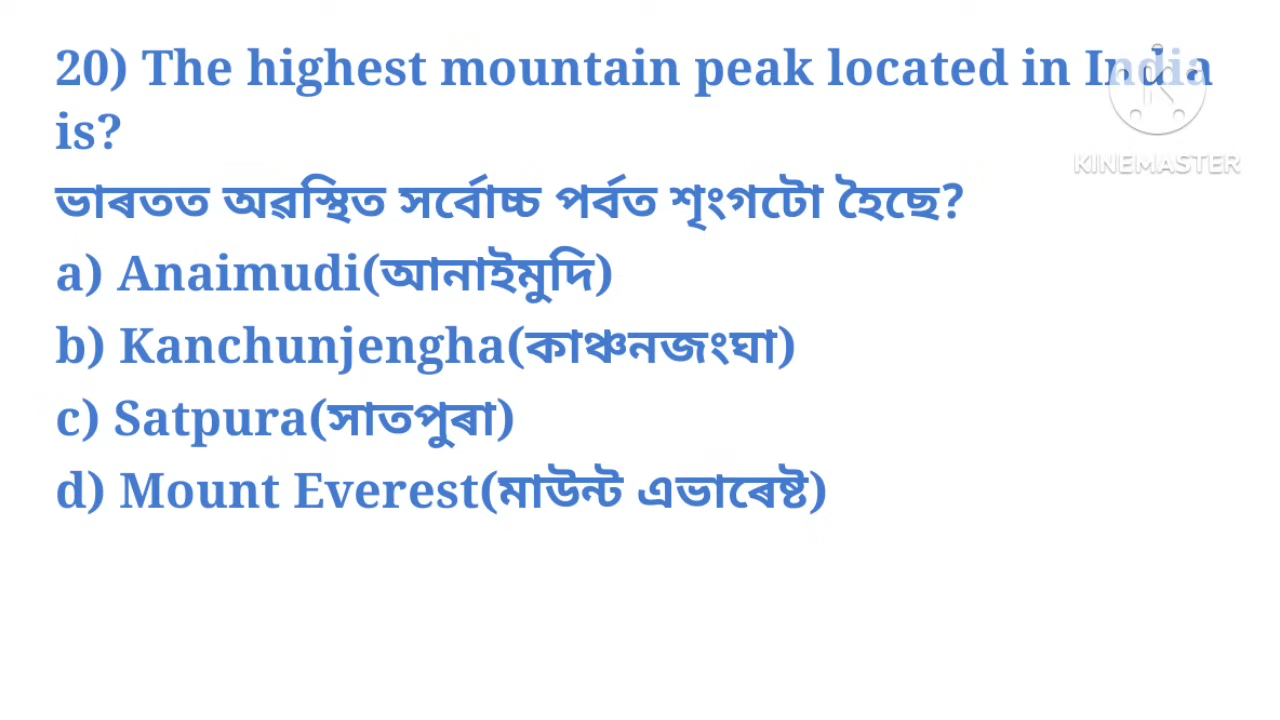 20) The highest mountain peak located in India
is?
ভাৰতত অৱস্থিত সৰ্বোচ্চ পৰ্বত শৃংগটো হৈছে?
a) Anaimudi(আনাইমুদি)
b) Kanchunjengha(কাঞ্চনজংঘা)
c) Satpura(সাতপুৰা)
d) Mount Everest(মাউন্ট এভাৰেষ্ট)
KINEMASTER